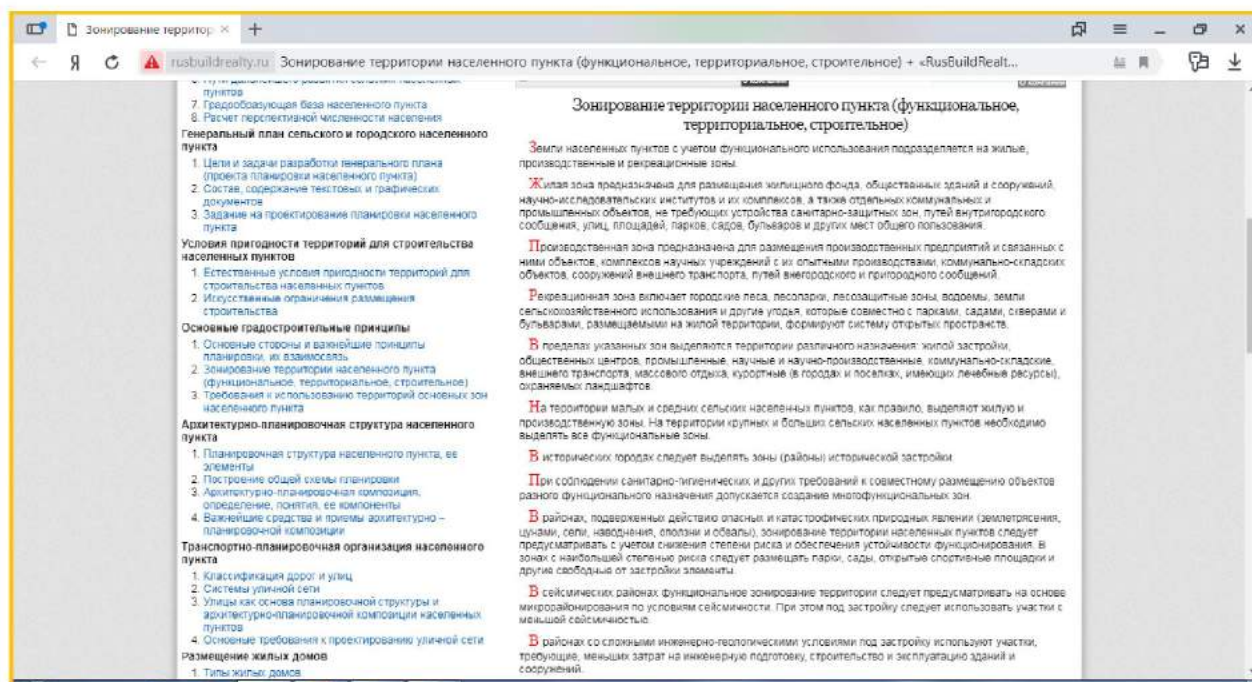 Зонирование территор
rusbuildrealty.ru Зонирование территории населенного пункта (функциональное, территориальное, строительное) + «RusBuildRealt...
пунктов
7. Градообразующая база населенного пункта
8. Расчет перспективной численности населения
Генеральный план сельского и городского населенного
пункта
1. Цели и задачи разработки генерального плана
(проекта планировки населенного пункта)
2. Состав, содержание текстовых и графических
документов
3. Задание на проектирование планировки населенного
пункта
Условия пригодности территорий для строительства
населенных пунктов
1. Естественные условия пригодности территорий для
строительства населенных пунктов
2. Искусственные ограничения размещения
строительства
Основные градостроительные принципы
1. Основные стороны и важнейшие принципы
планировки, их взаимосвязь
2. Зонирование территории населенного пункта
(функциональное, территориальное, строительное)
3. Требования к использованию территорий основных зон
населенного пункта
Архитектурно-планировочная структура населенного
пункта
1. Планировочная структура населенного пункта, ее
элементы
2. Построение общей схемы планировки
3. Архитектурно-планировочная композиция,
определение, понятия, ее компоненты
4. Важнейшие средства и приемы архитектурно –
планировочной композиции
Транспортно-планировочная организация населенного
пункта
1. Классификация дорог и улиц
2. Системы уличной сети
3. Улицы как основа планировочной структуры и
архитектурно-планировочной композиции населенных
пунктов
4. Основные требования к проектированию уличной сети
Размещение жилых домов
1. Типы жилых домов
Зонирование территории населенного пункта (функциональное,
территориальное, строительное)
Земли населенных пунктов с учетом функционального использования подразделяется на жилые,
производственные и рекреационные зоны.
Жилая зона предназначена для размещения жилищного фонда, общественных зданий и сооружений,
научно-исследовательских институтов и их комплексов, а также отдельных коммунальных и
промышленных объектов, не требующих устройства санитарно-защитных зон, путей внутригородского
сообщения, улиц, площадей, парков, садов, бульваров и других мест общего пользования.
Производственная зона предназначена для размещения производственных предприятий и связанных с
ними объектов, комплексов научных учреждений с их опытными производствами, коммунально-складских
объектов, сооружений внешнего транспорта, путей внегородского и пригородного сообщений.
Рекреационная зона включает городские леса, лесопарки, лесозащитные зоны, водоемы, земли
сельскохозяйственного использования и другие угодья, которые совместно с парками, садами, скверами и
бульварами, размещаемыми на жилой территории, формируют систему открытых пространств.
В пределах указанных зон выделяются территории различного назначения: жилой застройки,
общественных центров, промышленные, научные и научно-производственные, коммунально-складские,
внешнего транспорта, массового отдыха, курортные (в городах и поселках, имеющих лечебные ресурсы),
охраняемых ландшафтов.
На территории малых и средних сельских населенных пунктов, как правило, выделяют жилую и
производственную зоны. На территории крупных и больших сельских населенных пунктов необходимо
выделять все функциональные зоны.
В исторических городах следует выделять зоны (районы) исторической застройки.
При соблюдении санитарно-гигиенических и других требований к совместному размещению объектов
разного функционального назначения допускается создание многофункциональных зон.
В районах, подверженных действию опасных и катастрофических природных явлений (землетрясения,
цунами, сели, наводнения, оползни и обвалы), зонирование территории населенных пунктов следует
предусматривать с учетом снижения степени риска и обеспечения устойчивости функционирования. В
зонах с наибольшей степенью риска следует размещать парки, сады, открытые спортивные площадки и
другие свободные от застройки элементы.
В сейсмических районах функциональное зонирование территории следует предусматривать на основе
микрорайонирования по условиям сейсмичности. При этом под застройку следует использовать участки с
меньшей сейсмичностью.
В районах со сложными инженерно-геологическими условиями под застройку используют участки,
требующие, меньших затрат на инженерную подготовку, строительство и эксплуатацию зданий и
сооружений.